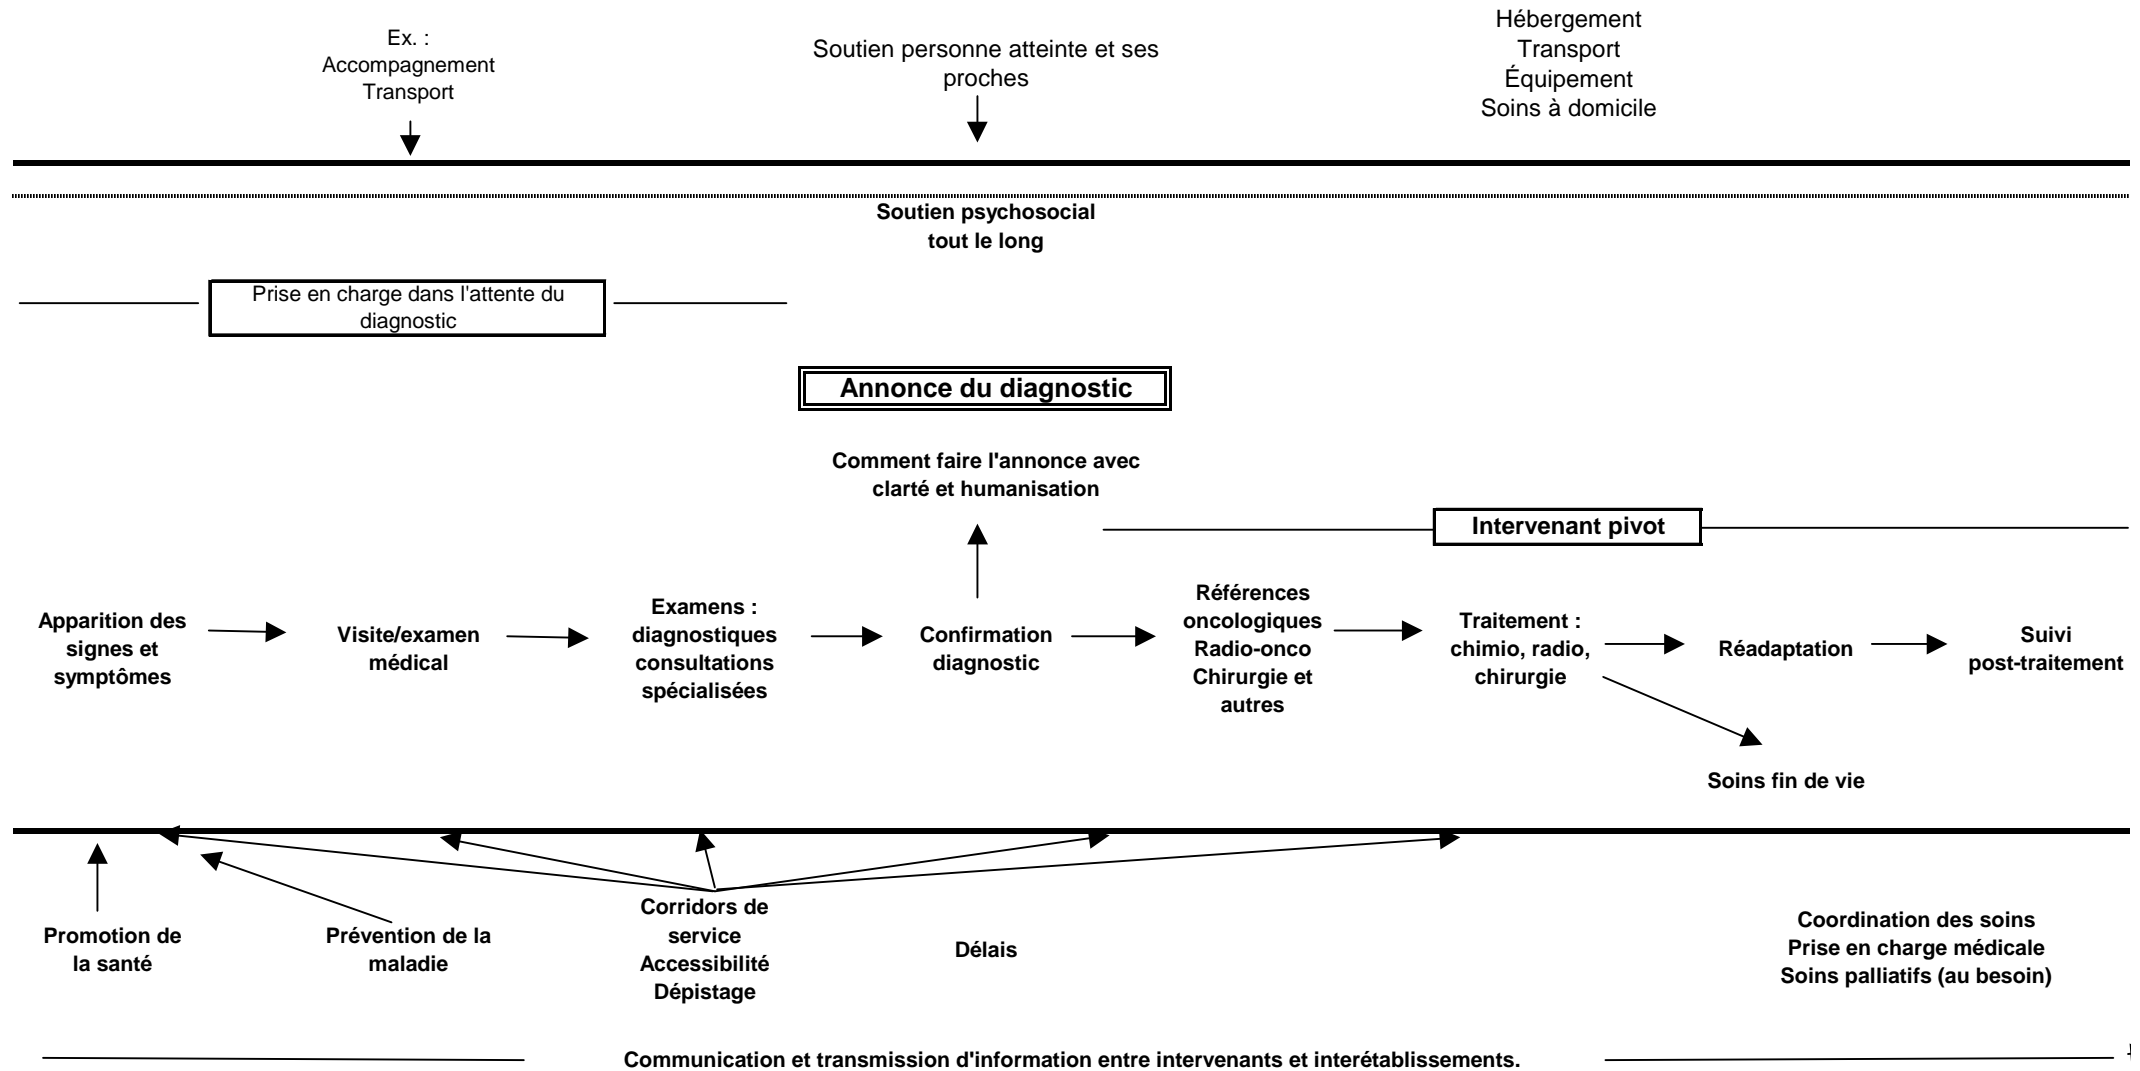 Ex. :
Accompagnement
Transport
Soutien personne atteinte et ses
proches
Hébergement
Transport
Équipement
Soins à domicile
Soutien psychosocial
tout le long
Prise en charge dans l'attente du
diagnostic
Annonce du diagnostic
Comment faire l'annonce avec
clarté et humanisation
Intervenant pivot
Apparition des
signes et
symptômes
Visite/examen
médical
Examens :
diagnostiques
consultations
spécialisées
Confirmation
diagnostic
Références
oncologiques
Radio-onco
Chirurgie et
autres
Traitement :
chimio, radio,
chirurgie
Réadaptation
Suivi
post-traitement
Soins fin de vie
Promotion de
la santé
Prévention de la
maladie
Corridors de
service
Accessibilité
Dépistage
Délais
Coordination des soins
Prise en charge médicale
Soins palliatifs (au besoin)
Communication et transmission d'information entre intervenants et interétablissements.